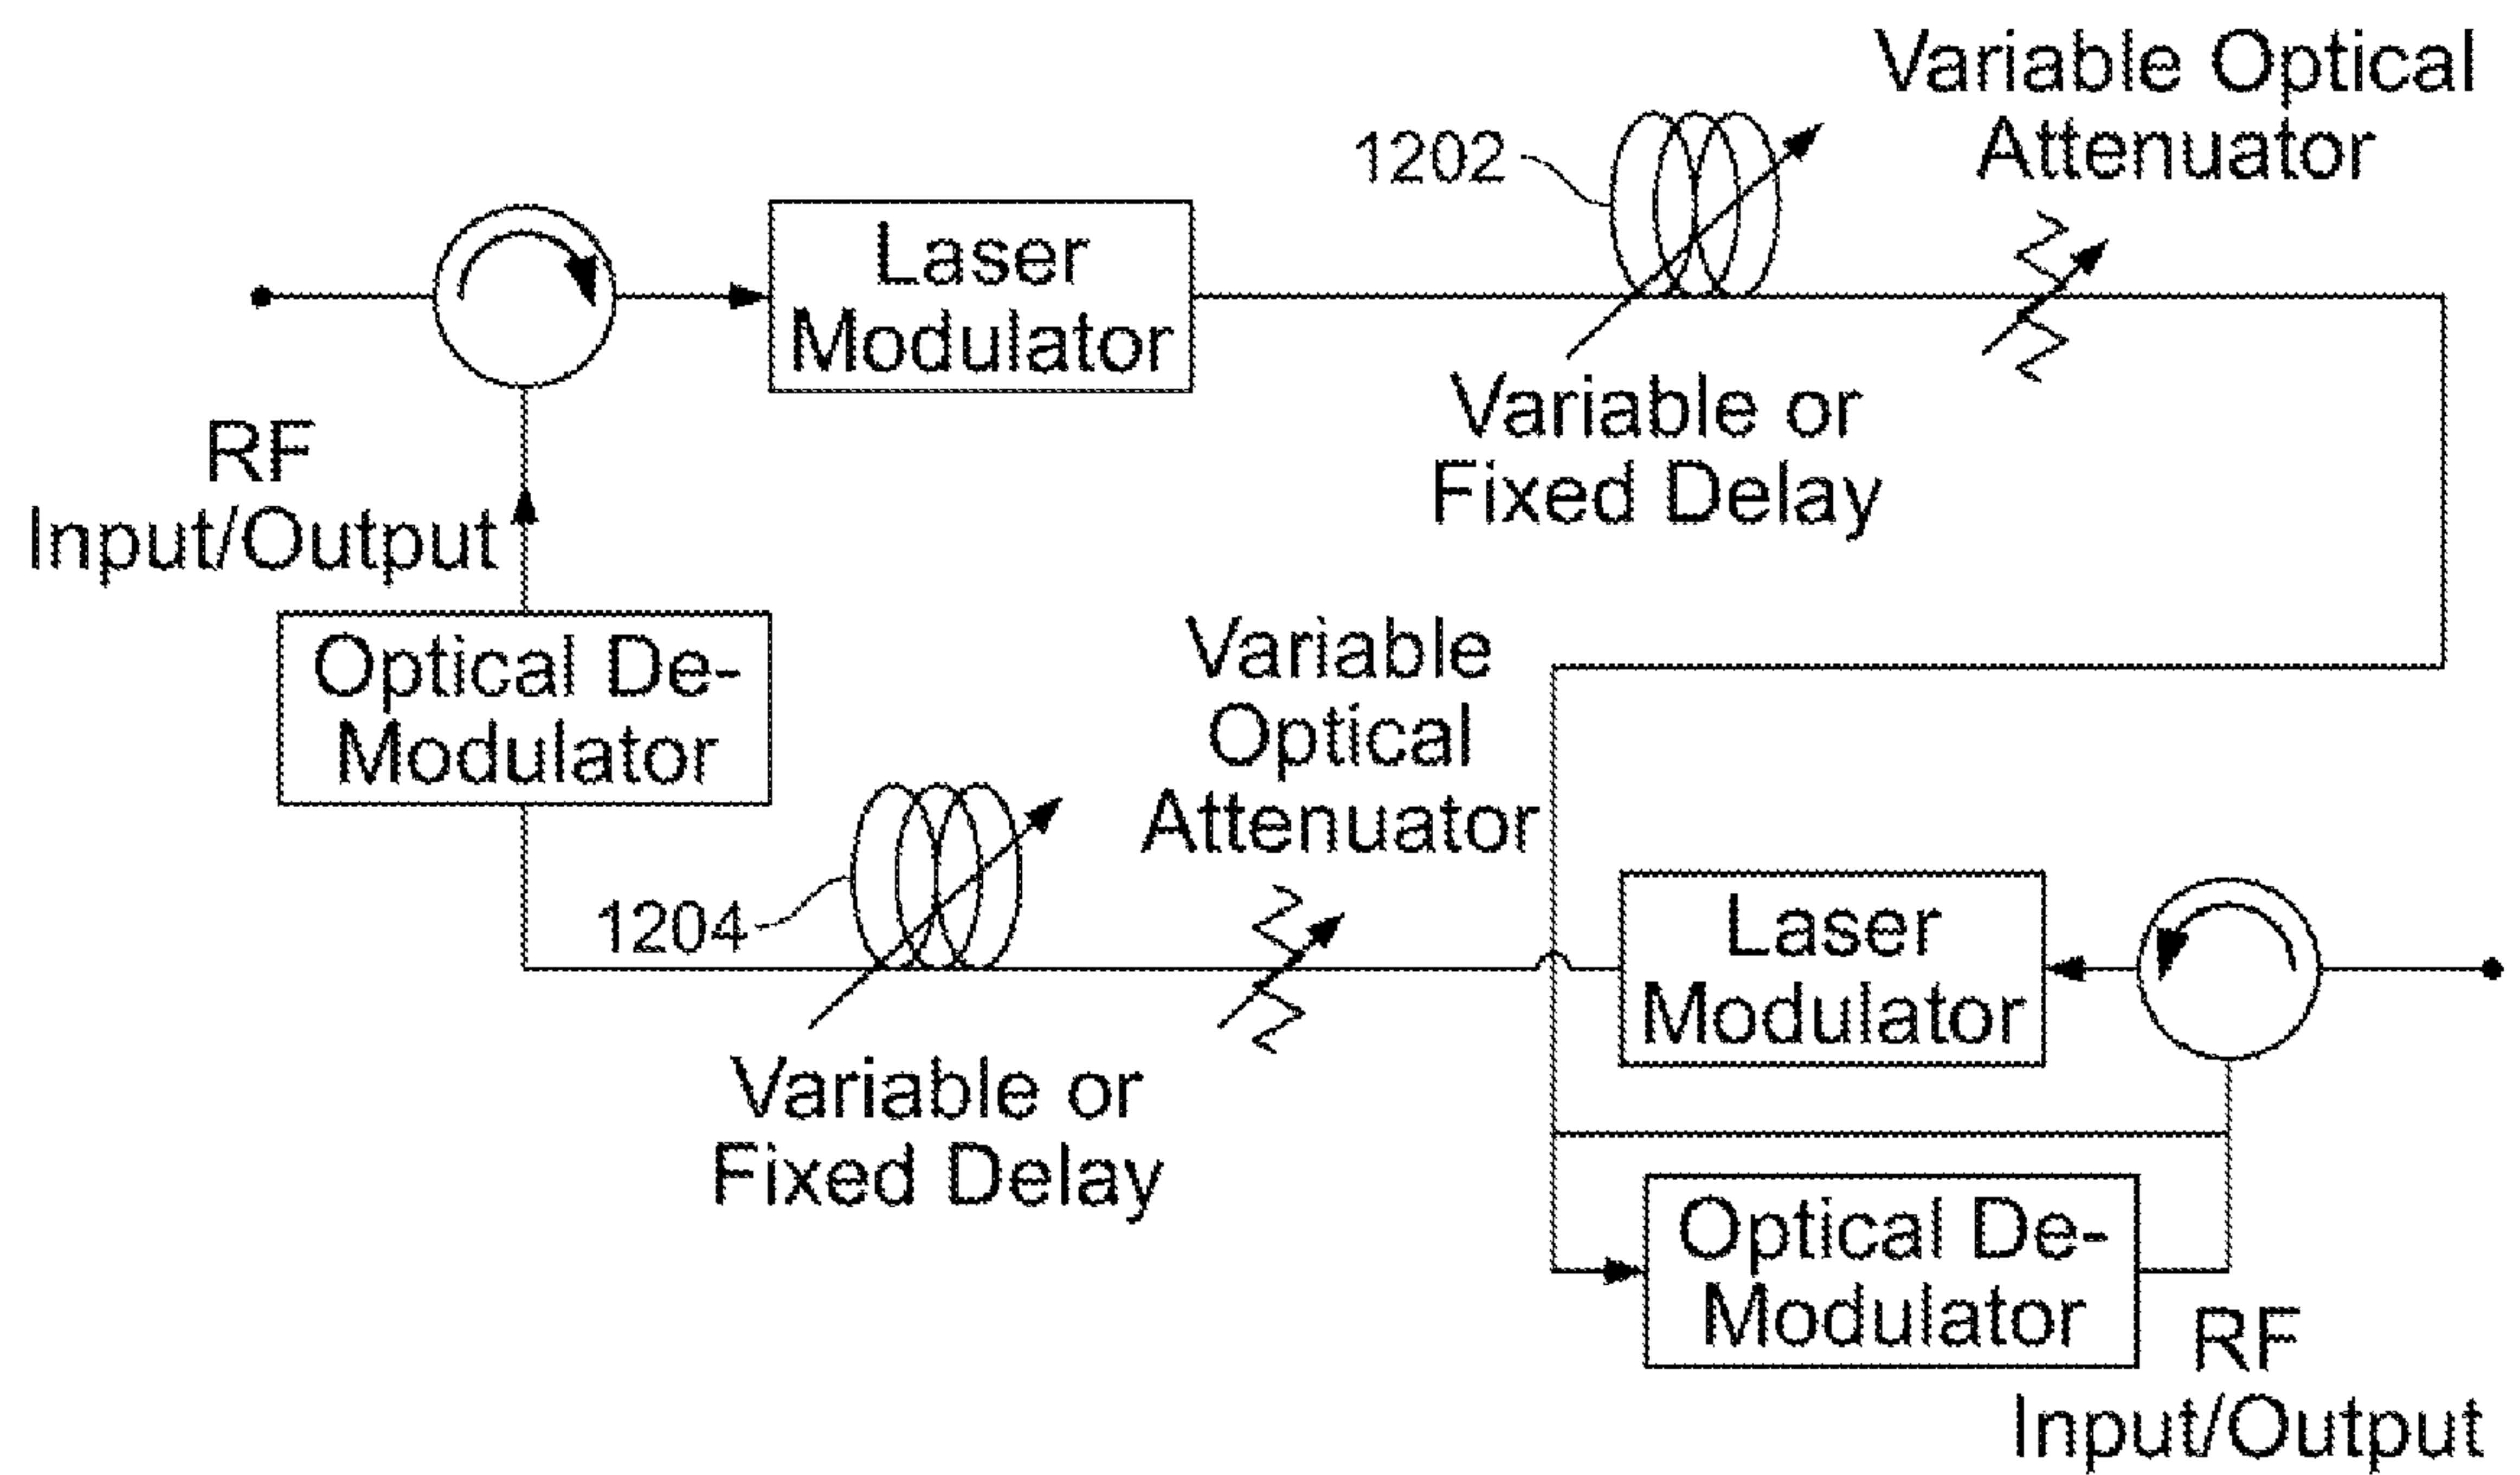 Variable Optical
Attenuator
1202
Laser
Modulator
Variable or
Fixed Delay
RF
Input/Output
Optical De-
Modulator
Variable
Optical
Attenuator
1204
Laser
Modulator
Variable or
Fixed Delay
Optical De-
Modulator
RF
Input/Output